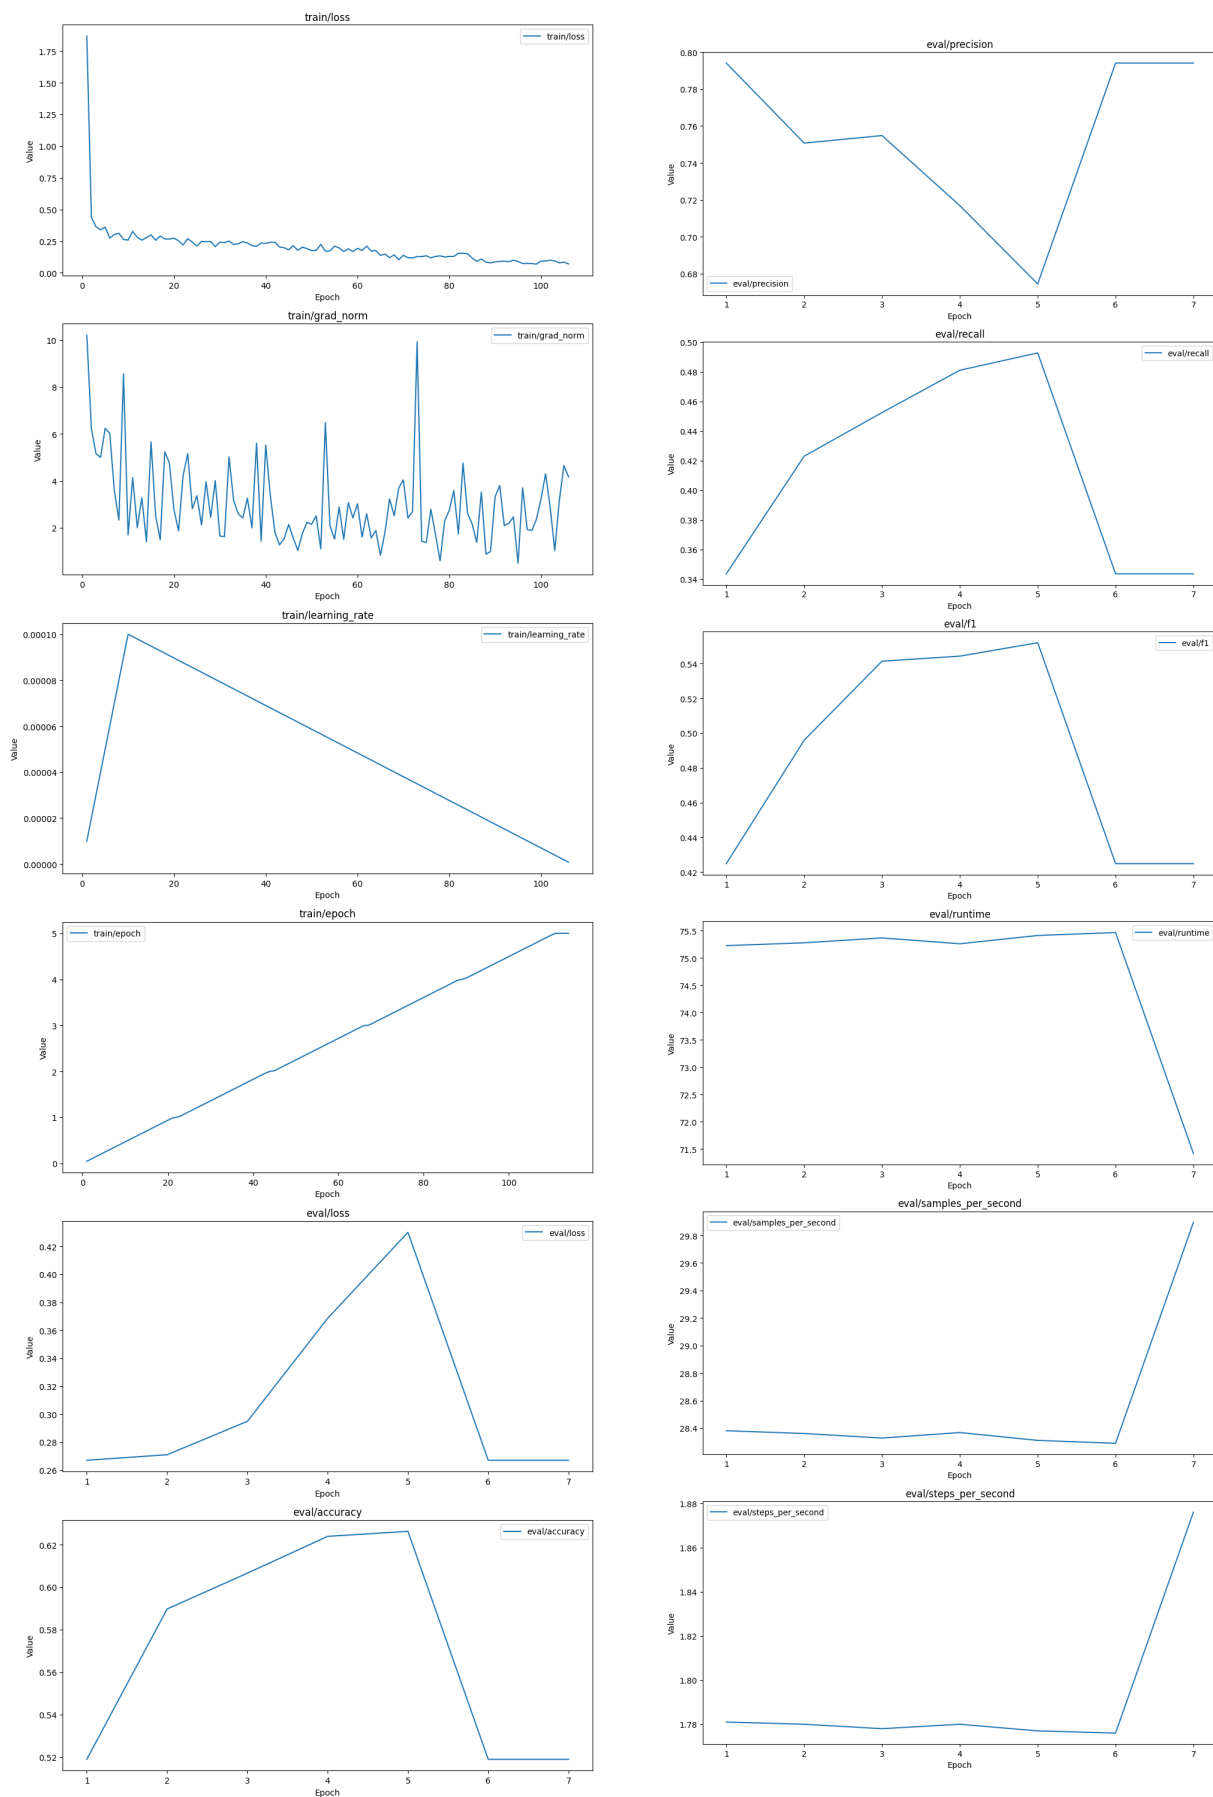 train/loss
train/loss
1.75
1.50
1.25
1.00
0.75
0.50
0.25
0.00
Value
0 20 40 60 80 100
Epoch
train/grad_norm
train/grad_norm
10
8
6
4
2
Value
0 20 40 60 80 100
Epoch
train/learning_rate
train/learning_rate
0.00010
0.00008
0.00006
0.00004
0.00002
0.00000
Value
0 20 40 60 80 100
Epoch
train/epoch
train/epoch
5
4
3
2
1
0
Value
0 20 40 60 80 100
Epoch
eval/loss
eval/loss
0.42
0.40
0.38
0.36
0.34
0.32
0.30
0.28
0.26
Value
1 2 3 4 5 6 7
Epoch
eval/accuracy
eval/accuracy
0.62
0.60
0.58
0.56
0.54
0.52
Value
1 2 3 4 5 6 7
Epoch
eval/precision
0.80
0.78
0.76
0.74
0.72
0.70
0.68
Value
eval/precision
1 2 3 4 5 6 7
Epoch
eval/recall
eval/recall
0.50
0.48
0.46
0.44
0.42
0.40
0.38
0.36
0.34
Value
1 2 3 4 5 6 7
Epoch
eval/f1
eval/f1
0.54
0.52
0.50
0.48
0.46
0.44
0.42
Value
1 2 3 4 5 6 7
Epoch
eval/runtime
eval/runtime
75.5
75.0
74.5
74.0
73.5
73.0
72.5
72.0
71.5
Value
1 2 3 4 5 6 7
Epoch
eval/samples_per_second
eval/samples_per_second
29.8
29.6
29.4
29.2
29.0
28.8
28.6
28.4
Value
1 2 3 4 5 6 7
Epoch
eval/steps_per_second
eval/steps_per_second
1.88
1.86
1.84
1.82
1.80
1.78
Value
1 2 3 4 5 6 7
Epoch